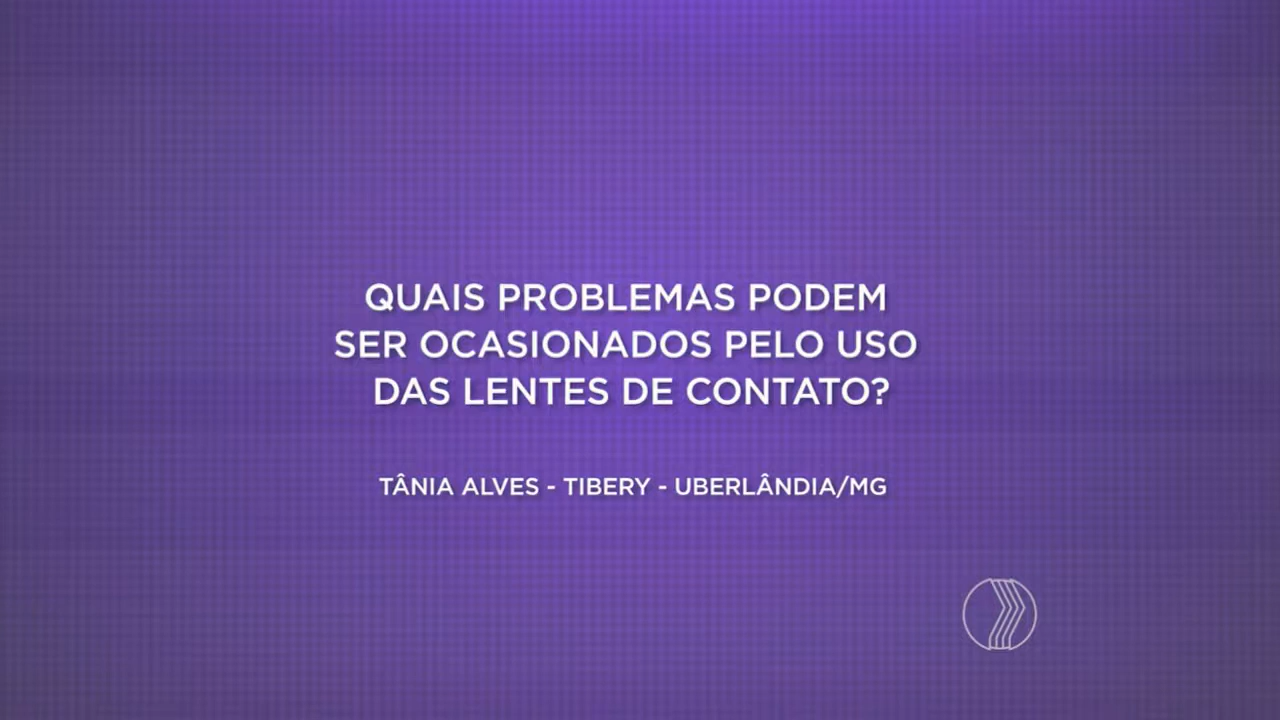 QUAIS PROBLEMAS PODEM
SER OCASIONADOS PELO USO
DAS LENTES DE CONTATO?
TÂNIA ALVES - TIBERY - UBERLÂNDIA/MG